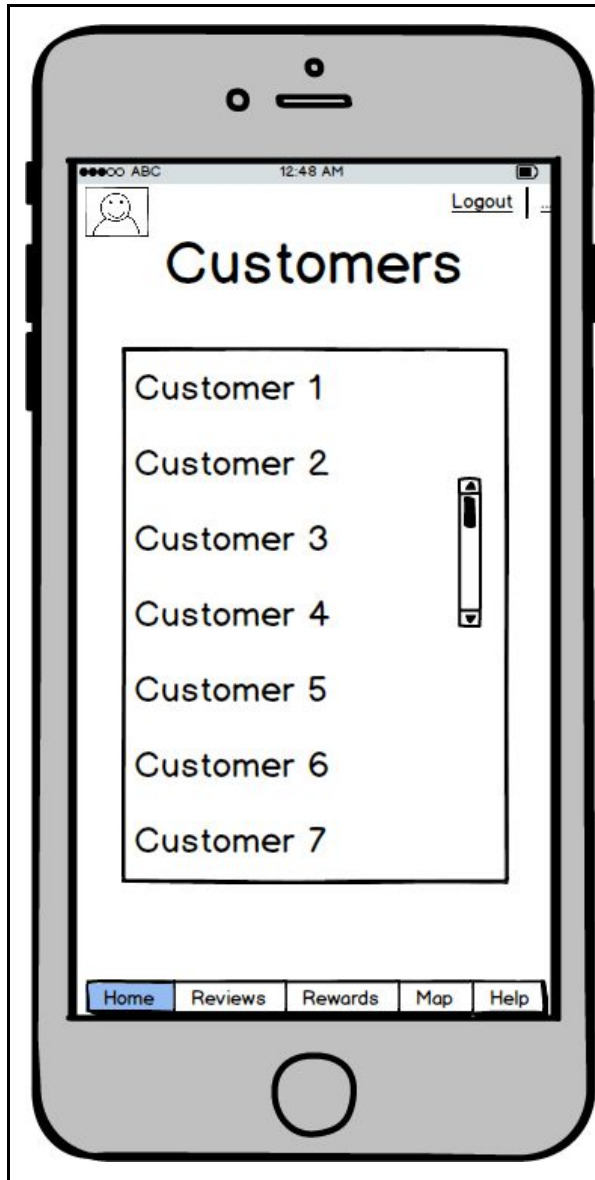 ABC 12:48 AM
Logout | ...
Customers
Customer 1
Customer 2
Customer 3
Customer 4
Customer 5
Customer 6
Customer 7
Home Reviews Rewards Map Help